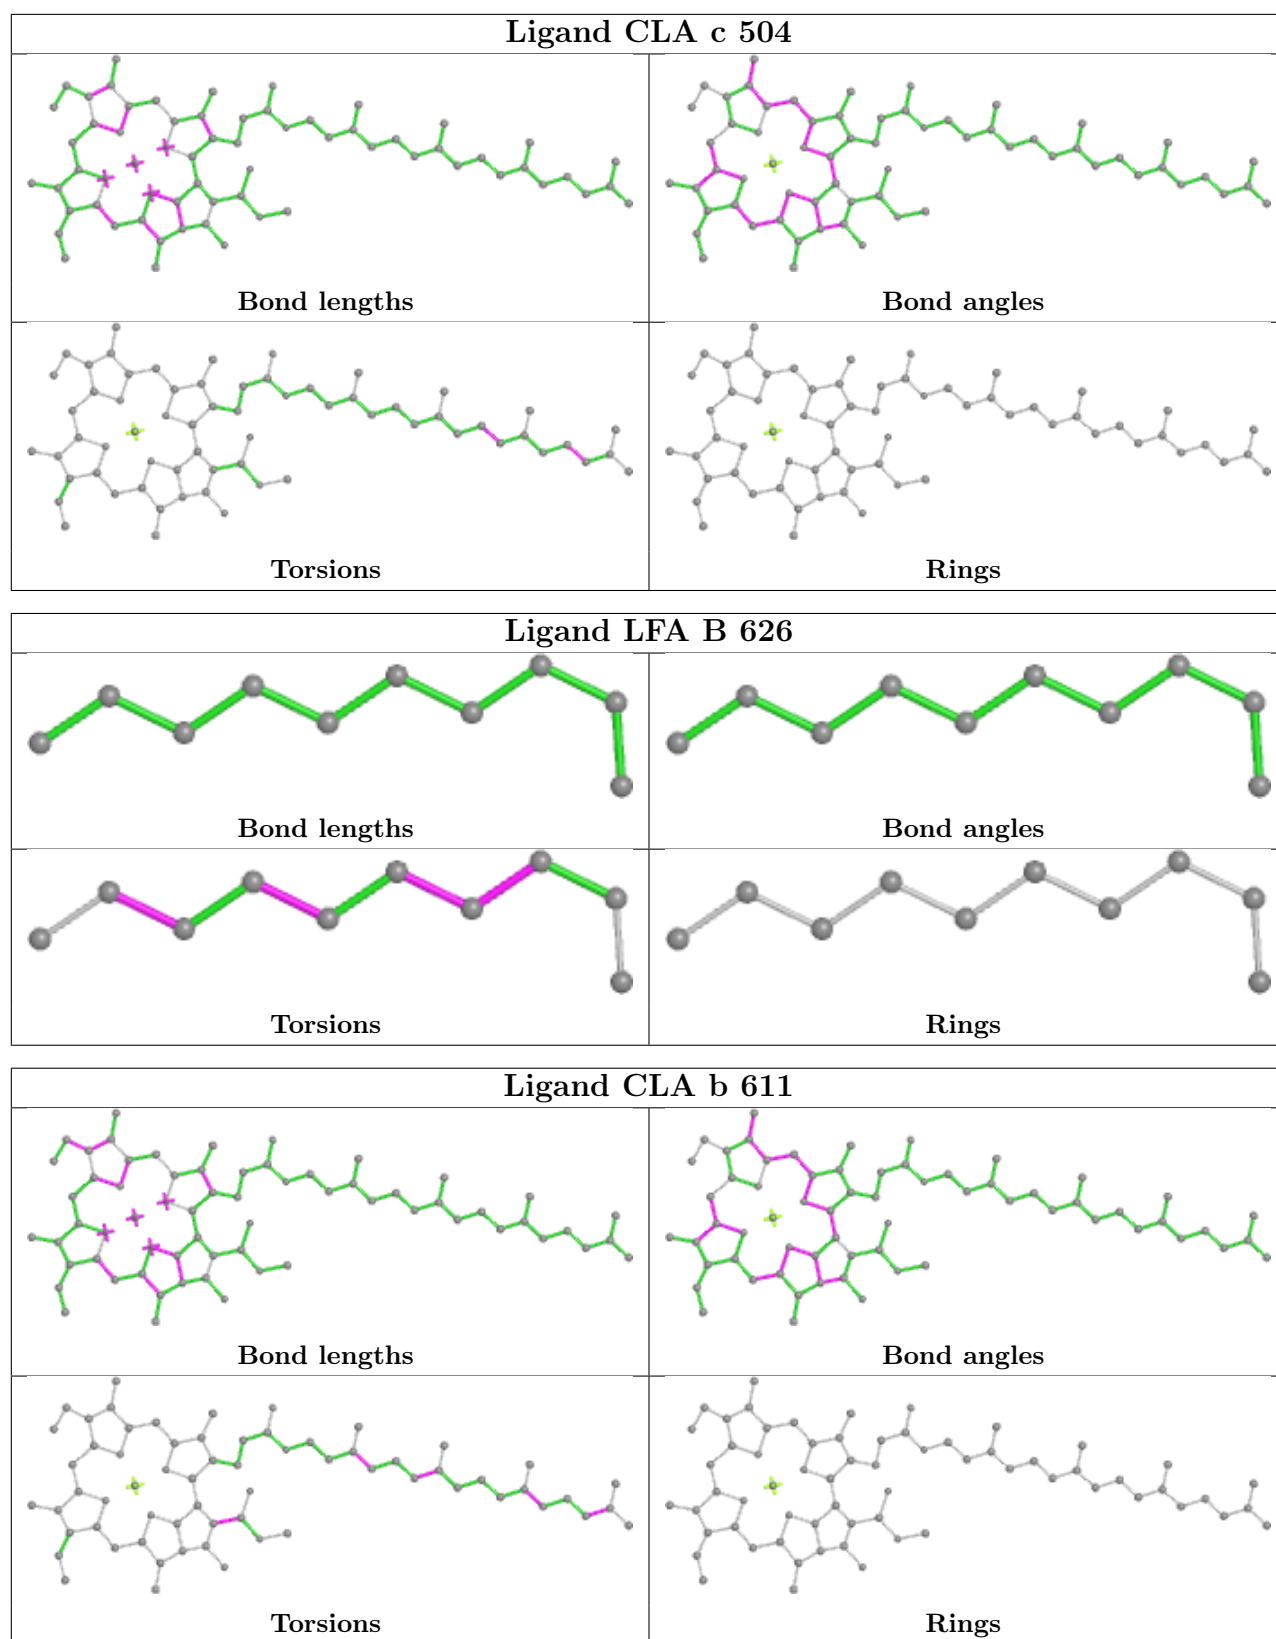 Ligand CLA c 504
Bond lengths
Bond angles
Torsions
Rings
Ligand LFA B 626
Bond lengths
Bond angles
Torsions
Rings
Ligand CLA b 611
Bond lengths
Bond angles
Torsions
Rings